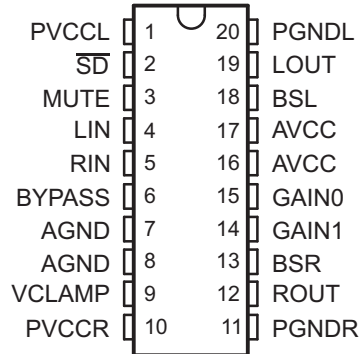 PVCCL 1 20 PGNDL
SD 2 19 LOUT
MUTE 3 18 BSL
LIN 4 17 AVCC
RIN 5 16 AVCC
BYPASS 6 15 GAIN0
AGND 7 14 GAIN1
AGND 8 13 BSR
VCLAMP 9 12 ROUT
PVCCR 10 11 PGNDR